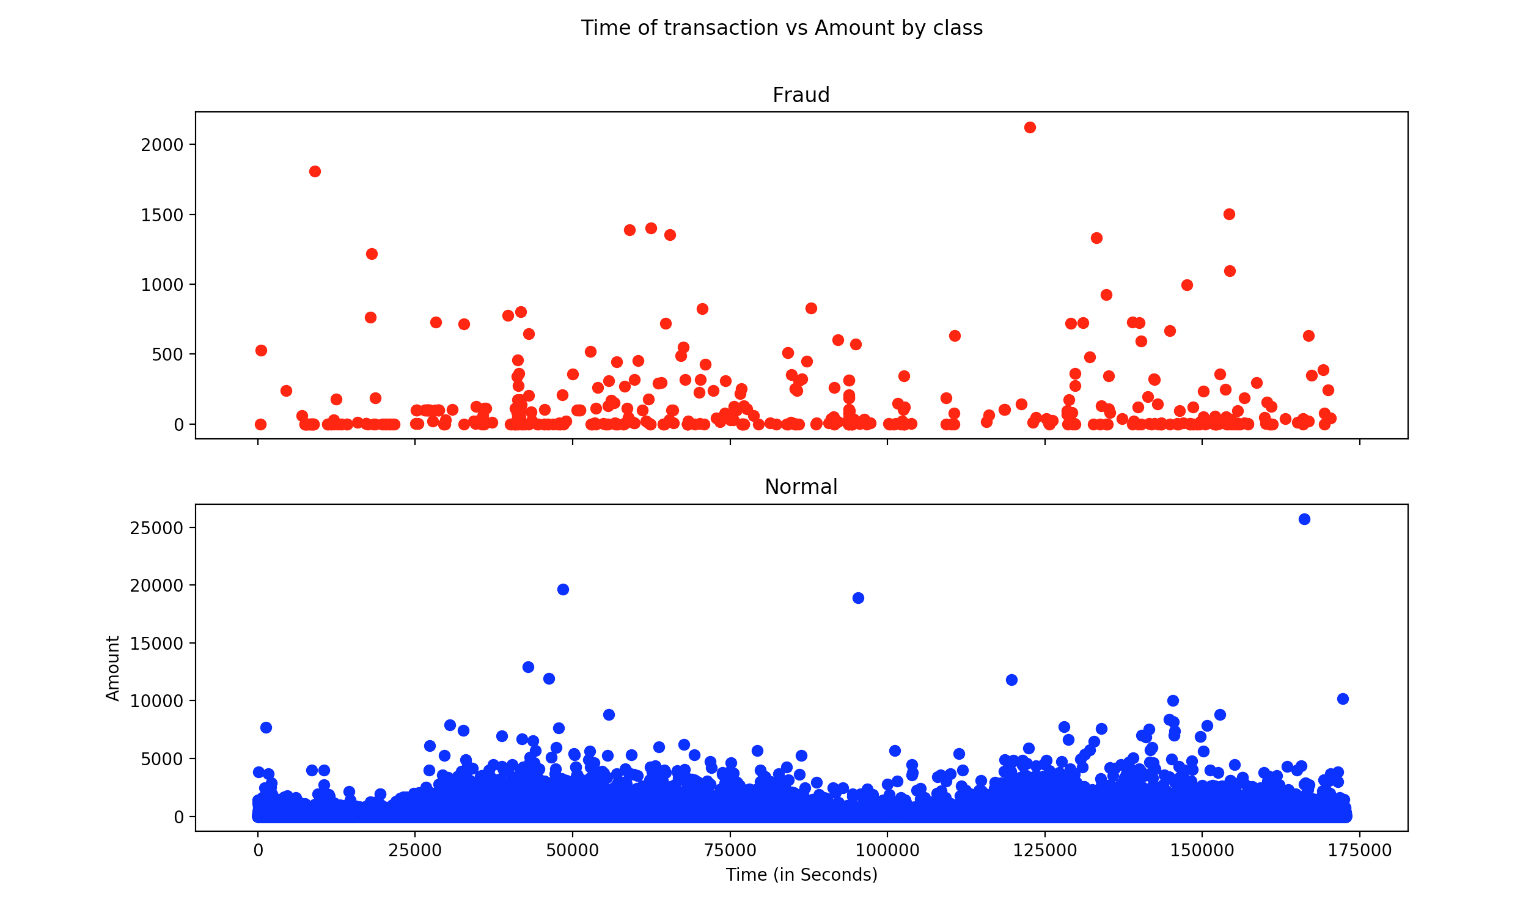 Time of transaction vs Amount by class
Fraud
2000
1500
1000
500
0
Normal
25000
20000
15000
10000
5000
0
Amount
0 25000 50000 75000 100000 125000 150000 175000
Time (in Seconds)